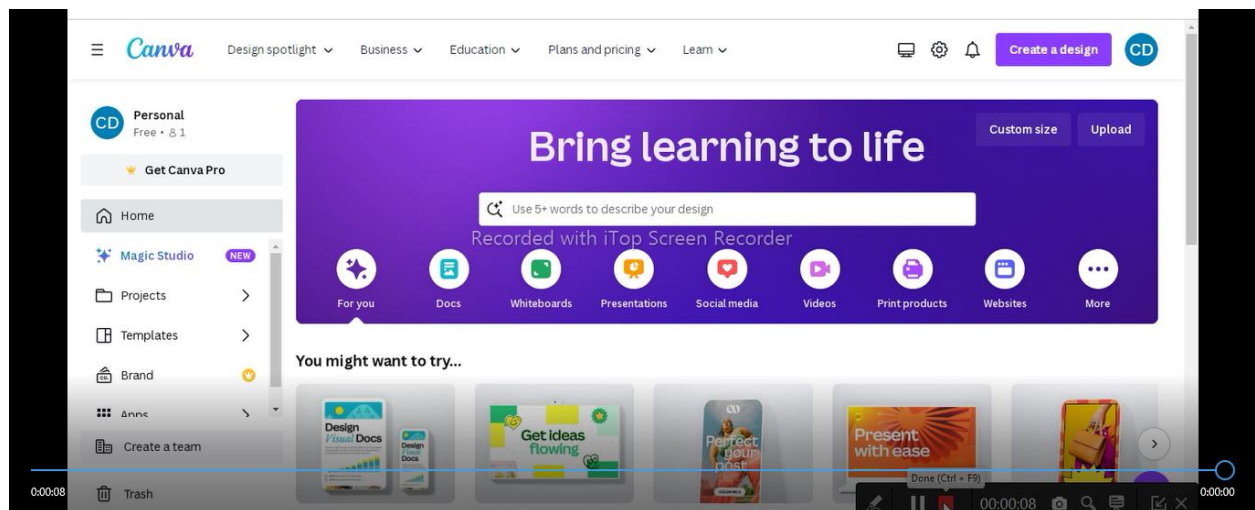 Canva
Design spotlight
Business
Education
Plans and pricing
Learn
Create a design
CD
CD
Personal
Free • 1
Get Canva Pro
Home
Magic Studio
NEW
Projects
Templates
Brand
CO.
Apps
Create a team
Trash
Bring learning to life
Custom size
Upload
Use 5+ words to describe your design
Recorded with iTop Screen Recorder
For you
Docs
Whiteboards
Presentations
Social media
Videos
Print products
Websites
More
You might want to try...
Design
Visual Docs
Design
Visual
Docs
Get ideas
flowing
Perfect
your
post
Present
with ease
Done (Ctrl + F9)
00:00:08
0:00:08
0:00:00